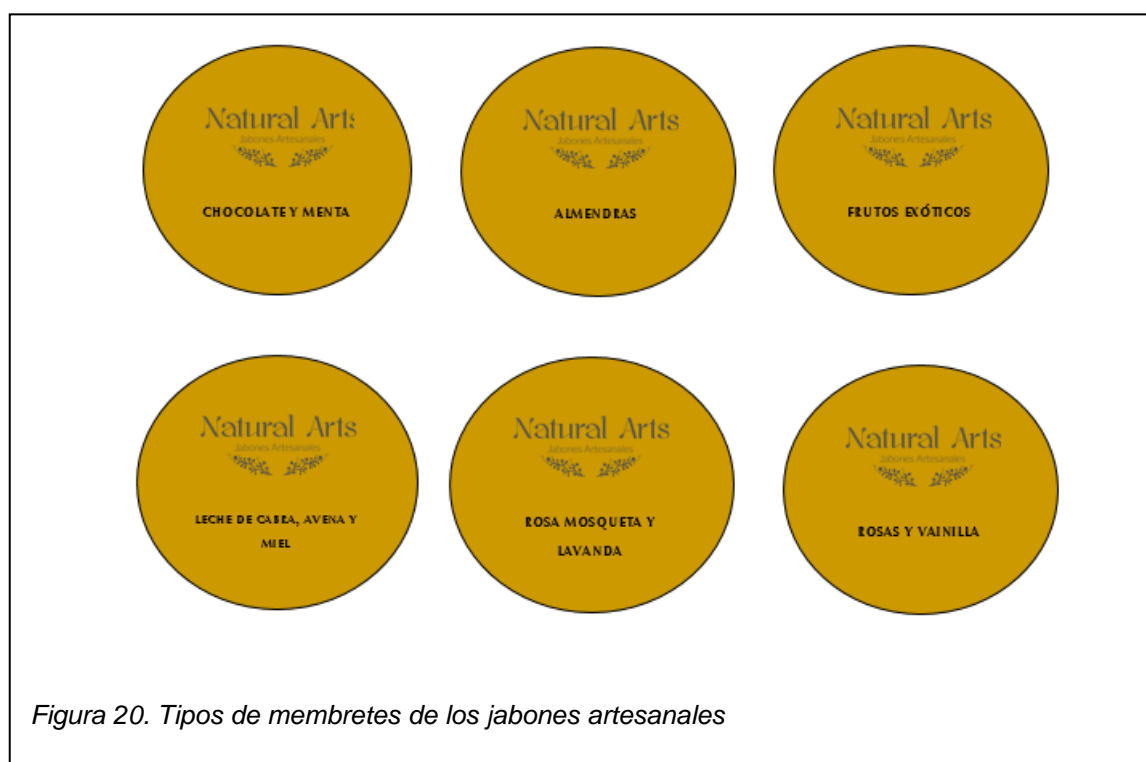 Natural Arts
Jabones Artesanales
CHOCOLATE Y MENTA
Natural Arts
Jabones Artesanales
ALMENDRAS
Natural Arts
Jabones Artesanales
FRUTOS EXÓTICOS
Natural Arts
Jabones Artesanales
LECHE DE CABRA, AVENA Y
MIEL
Natural Arts
Jabones Artesanales
ROSA MOSQUETA Y
LAVANDA
Natural Arts
Jabones Artesanales
ROSAS Y VAINILLA
Figura 20. Tipos de membretes de los jabones artesanales